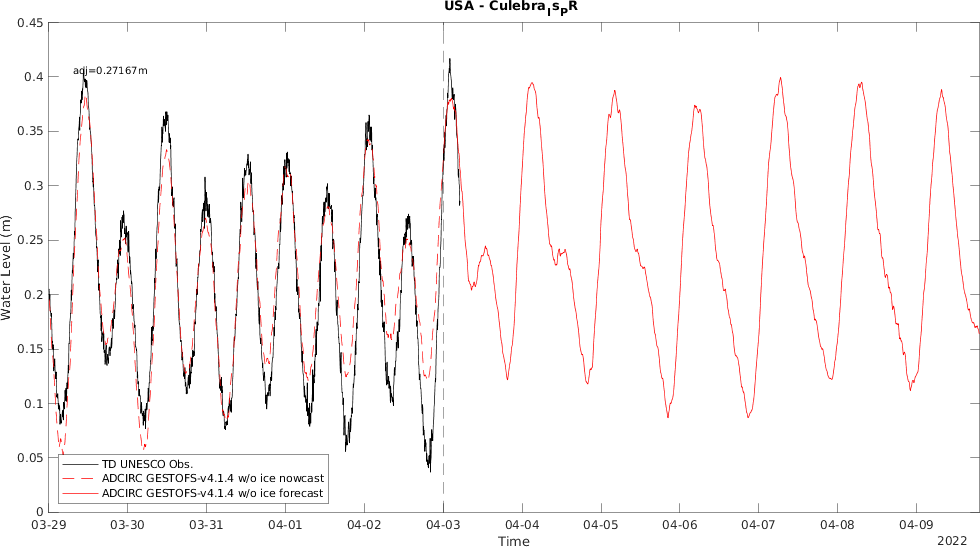 USA - CulebraIsPR
0.45
adj=0.27167m
0.4
0.35
0.3
0.25
0.2
0.15
0.1
0.05
0
Water Level (m)
TD UNESCO Obs.
ADCIRC GESTOFS-v4.1.4 w/o ice nowcast
ADCIRC GESTOFS-v4.1.4 w/o ice forecast
03-29 03-30 03-31 04-01 04-02 04-03 04-04 04-05 04-06 04-07 04-08 04-09
Time
2022